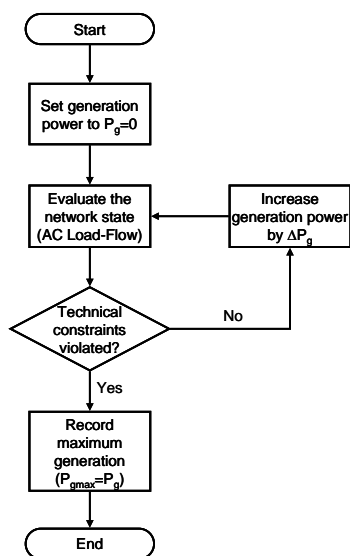 Start
Set generation
power to Pg=0
Evaluate the
network state
(AC Load-Flow)
Increase
generation power
by ΔPg
Technical
constraints
violated?
No
Yes
Record
maximum
generation
(Pgmax=Pg)
End